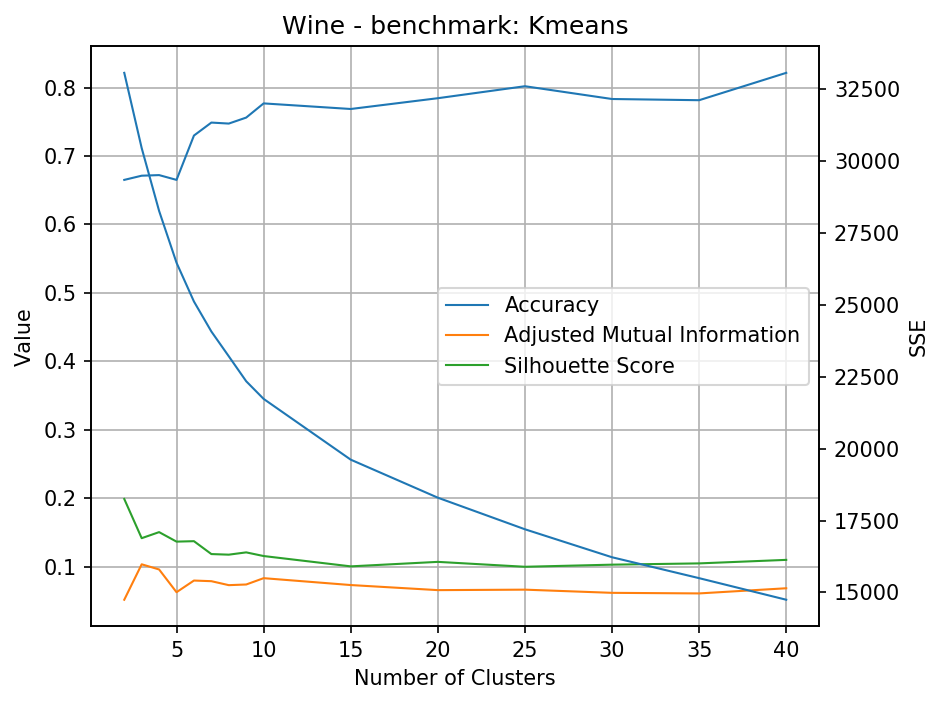 Wine - benchmark: Kmeans
Value
0.8
0.7
0.6
0.5
0.4
0.3
0.2
0.1
Accuracy
Adjusted Mutual Information
Silhouette Score
32500
30000
27500
25000
22500
20000
17500
15000
SSE
5 10 15 20 25 30 35 40
Number of Clusters